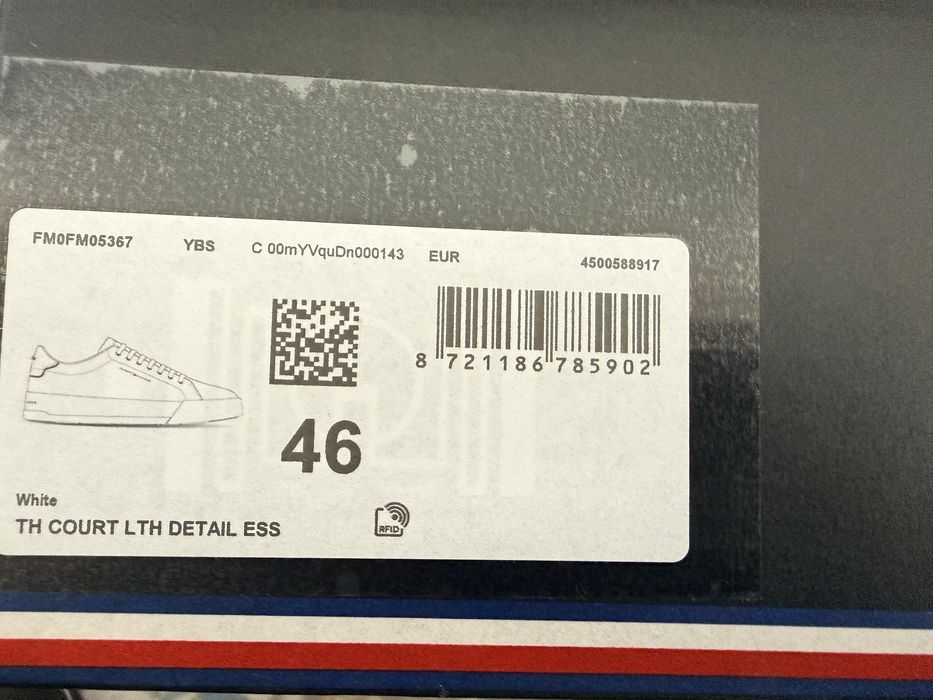 FM0FM05367 YBS C 00mYVquDn000143 EUR 4500588917
8 721186 785902
46
White
TH COURT LTH DETAIL ESS
RFID